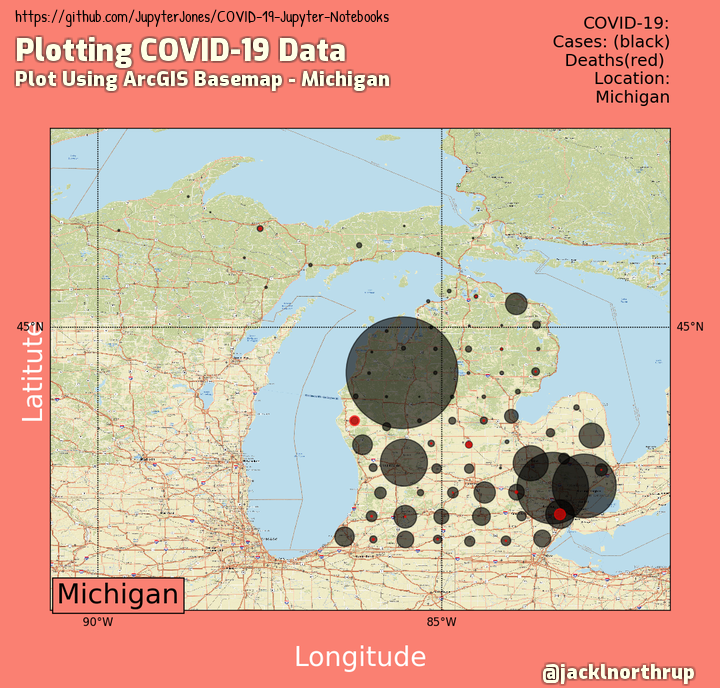 https://github.com/JupyterJones/COVID-19-Jupyter-Notebooks
Plotting COVID-19 Data
Plot Using ArcGIS Basemap - Michigan
COVID-19:
Cases: (black)
Deaths(red)
Location:
Michigan
45°N
45°N
Latitute
Michigan
90°W
85°W
Longitude
@jacklnorthrup